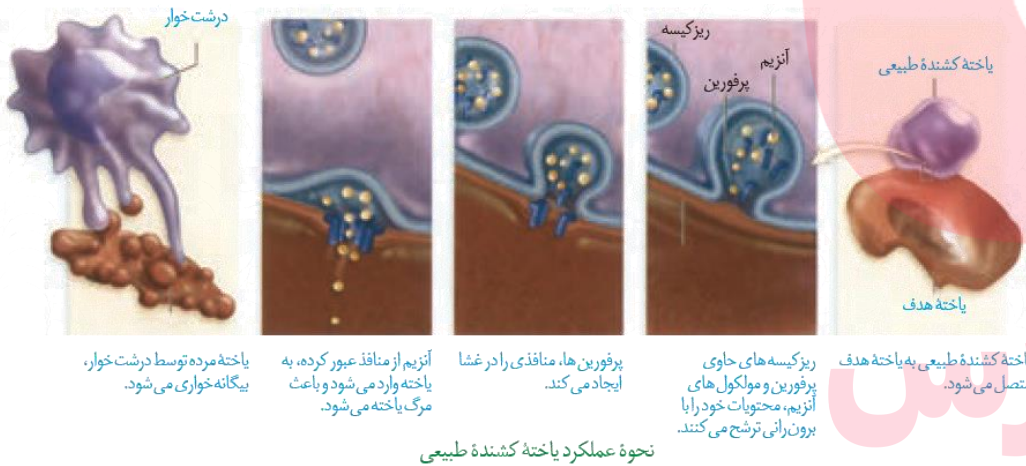 درشت‌خوار
ریزکیسه
آنزیم
پرفورین
یاختهٔ کشندهٔ طبیعی
یاختهٔ هدف
یاختهٔ کشندهٔ طبیعی به یاختهٔ هدف
متصل می‌شود.
ریزکیسه‌های حاوی
پرفورین و مولکول‌های
آنزیم، محتویات خود را با
برون‌رانی ترشح می‌کنند.
پرفورین‌ها، منافذی را در غشا
ایجاد می‌کند.
آنزیم از منافذ عبور کرده، به
یاخته وارد می‌شود و باعث
مرگ یاخته می‌شود.
یاختهٔ مرده توسط درشت‌خوار،
بیگانه‌خواری می‌شود.
نحوهٔ عملکرد یاختهٔ کشندهٔ طبیعی